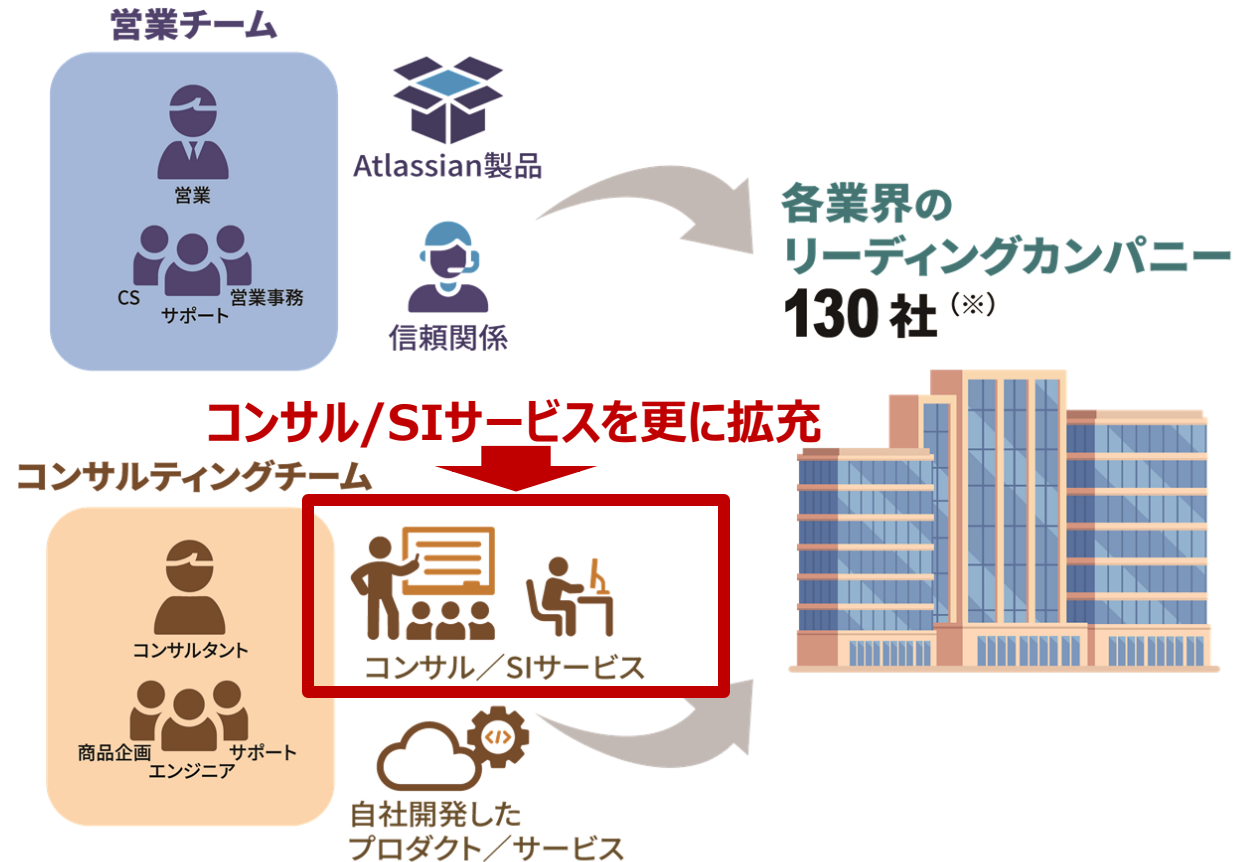 営業チーム
営業
CS
サポート
営業事務
Atlassian製品
信頼関係
各業界の
リーディングカンパニー
130社(※)
コンサル/SIサービスを更に拡充
コンサルティングチーム
コンサルタント
商品企画
エンジニア
サポート
コンサル／SIサービス
自社開発した
プロダクト／サービス